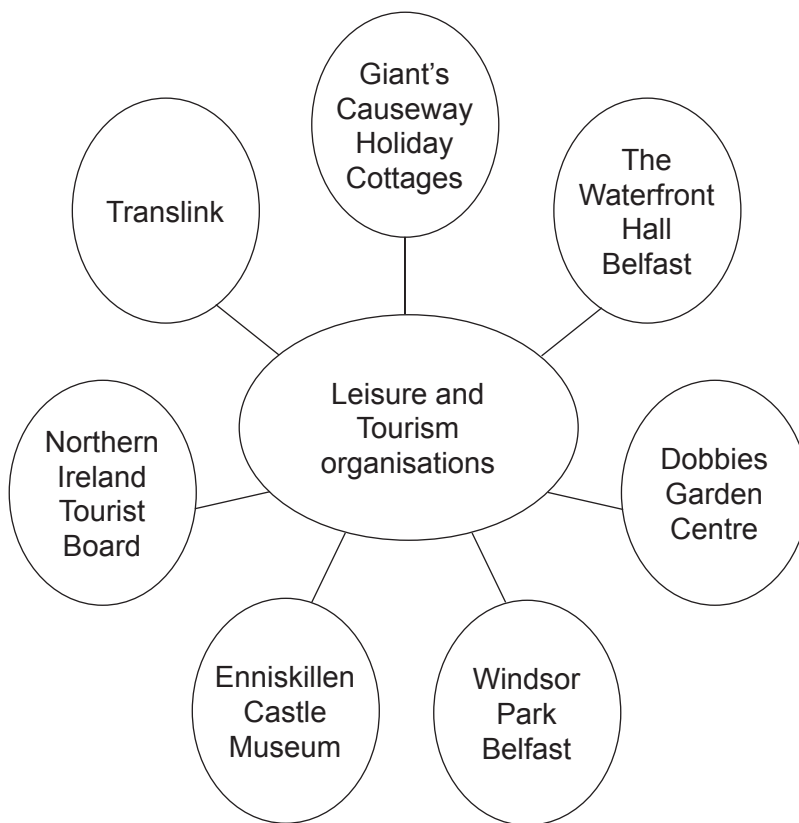 Giant’s
Causeway
Holiday
Cottages
Translink
The
Waterfront
Hall
Belfast
Leisure and
Tourism
organisations
Northern
Ireland
Tourist
Board
Dobbies
Garden
Centre
Enniskillen
Castle
Museum
Windsor
Park
Belfast